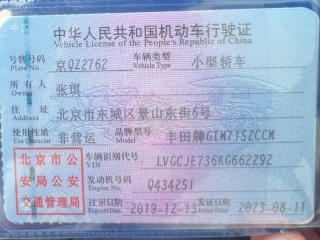 中华人民共和国机动车行驶证
Vehicle License of the People's Republic of China
号牌号码 京QZ2762 车辆类型 小型轿车
Plate No. Vehicle Type
所有人 张琪
Owner
住址 北京市东城区景山东街6号
Address
使用性质 非营运 品牌型号 丰田牌GTM7152CCM
Use Character Model
北京市公安局公安交通管理局
车辆识别代号 LVGCJE736KG662292
VIN
发动机号码 Q434251
Engine No.
注册日期 2019-12-13 发证日期 2023-08-11
Register Date Issue Date